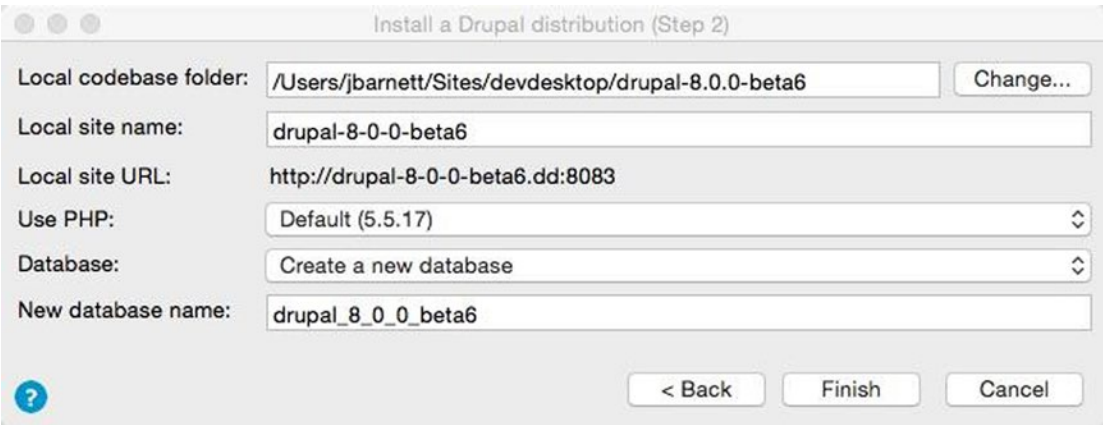 Install a Drupal distribution (Step 2)
Local codebase folder: /Users/jbarnett/Sites/devdesktop/drupal-8.0.0-beta6 Change...
Local site name: drupal-8-0-0-beta6
Local site URL: http://drupal-8-0-0-beta6.dd:8083
Use PHP: Default (5.5.17)
Database: Create a new database
New database name: drupal_8_0_0_beta6
? < Back Finish Cancel